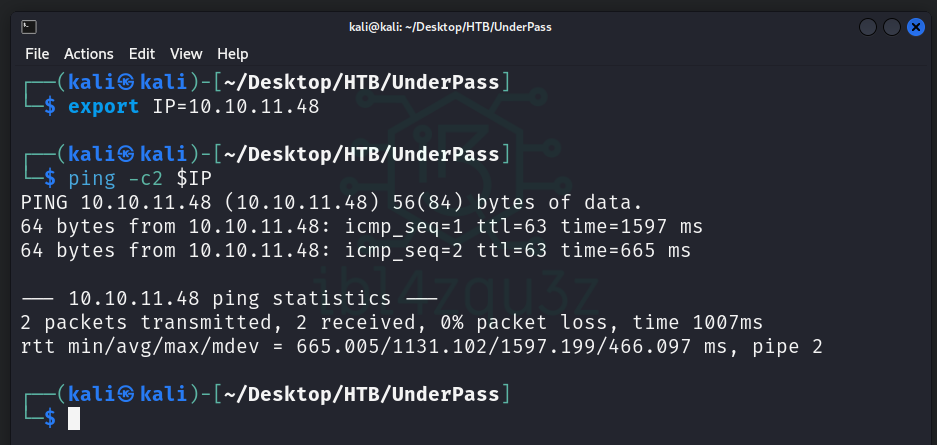 kali@kali: ~/Desktop/HTB/UnderPass
File Actions Edit View Help
┌──(kali㉿kali)-[~/Desktop/HTB/UnderPass]
└─$ export IP=10.10.11.48
┌──(kali㉿kali)-[~/Desktop/HTB/UnderPass]
└─$ ping -c2 $IP
PING 10.10.11.48 (10.10.11.48) 56(84) bytes of data.
64 bytes from 10.10.11.48: icmp_seq=1 ttl=63 time=1597 ms
64 bytes from 10.10.11.48: icmp_seq=2 ttl=63 time=665 ms
ibl4zqu3z
--- 10.10.11.48 ping statistics ---
2 packets transmitted, 2 received, 0% packet loss, time 1007ms
rtt min/avg/max/mdev = 665.005/1131.102/1597.199/466.097 ms, pipe 2
┌──(kali㉿kali)-[~/Desktop/HTB/UnderPass]
└─$